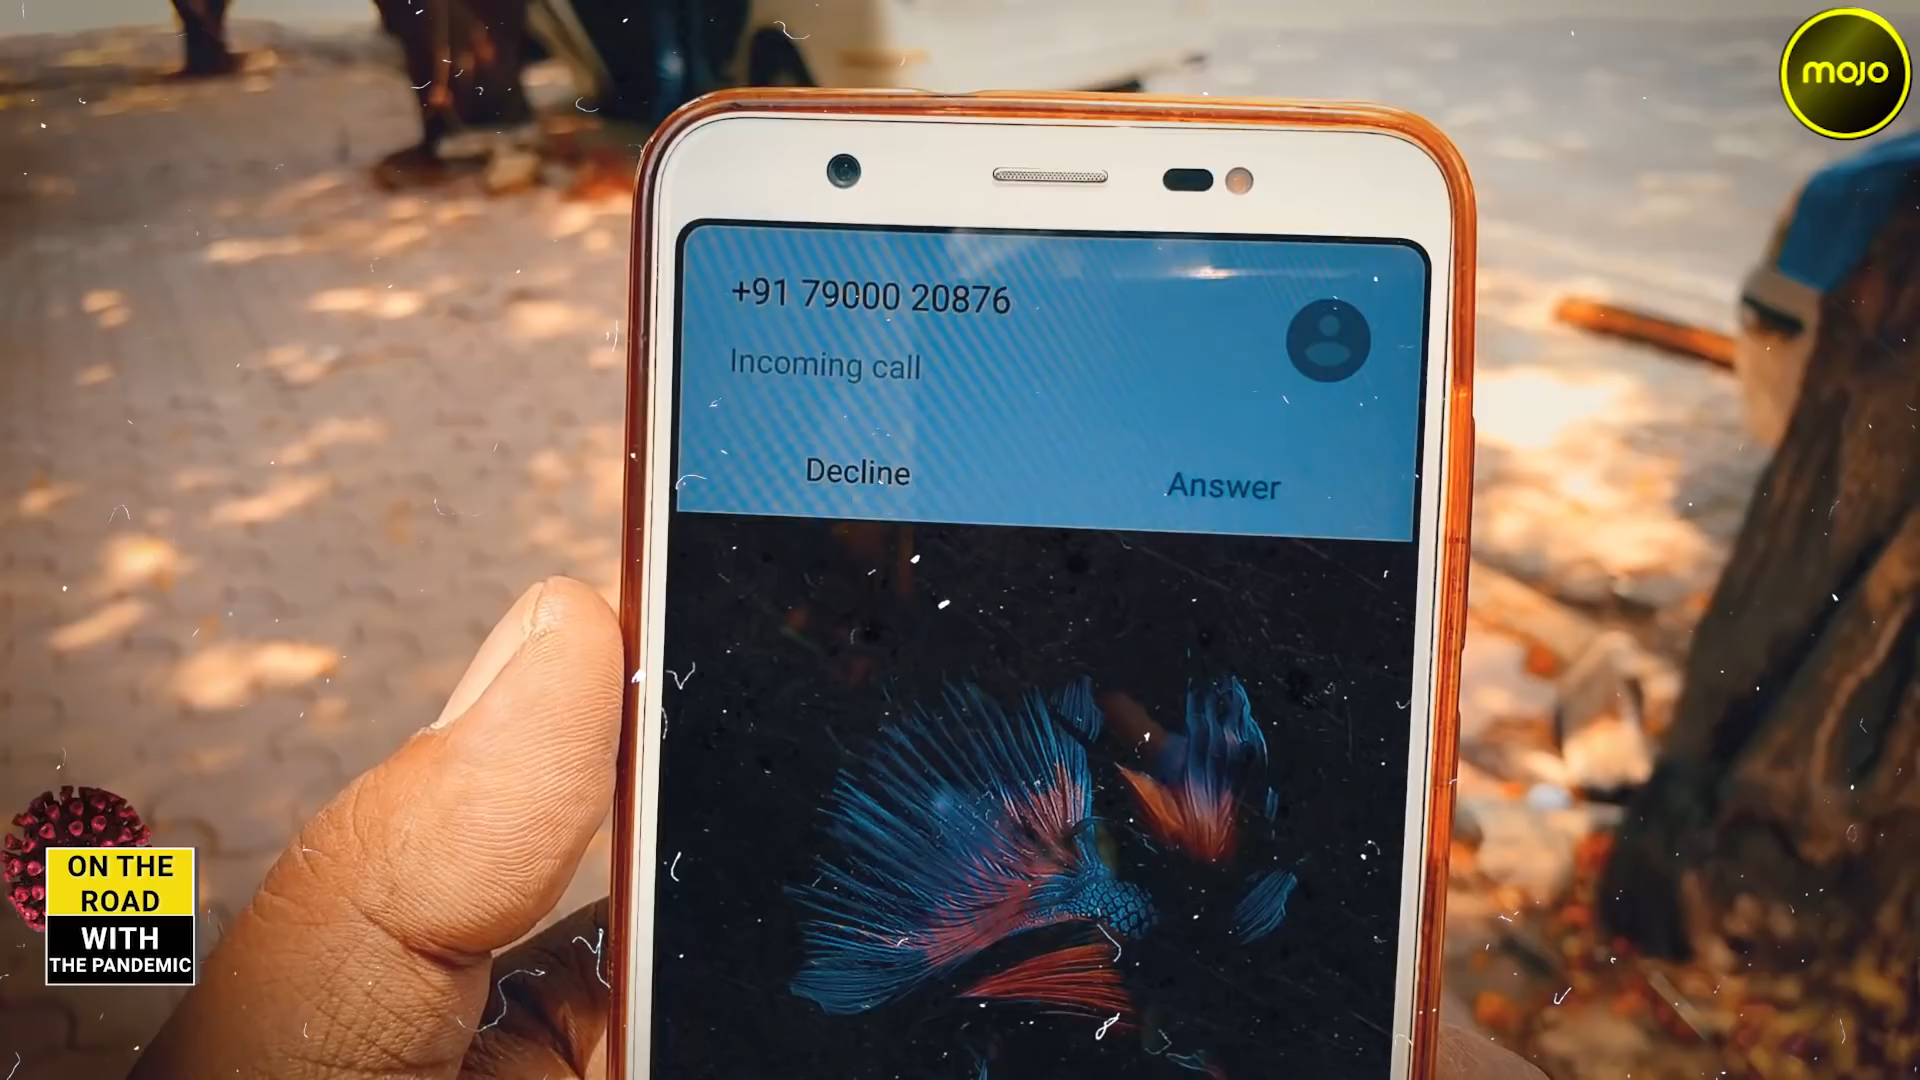 mojo
+91 79000 20876
Incoming call
Decline
Answer
ON THE
ROAD
WITH
THE PANDEMIC